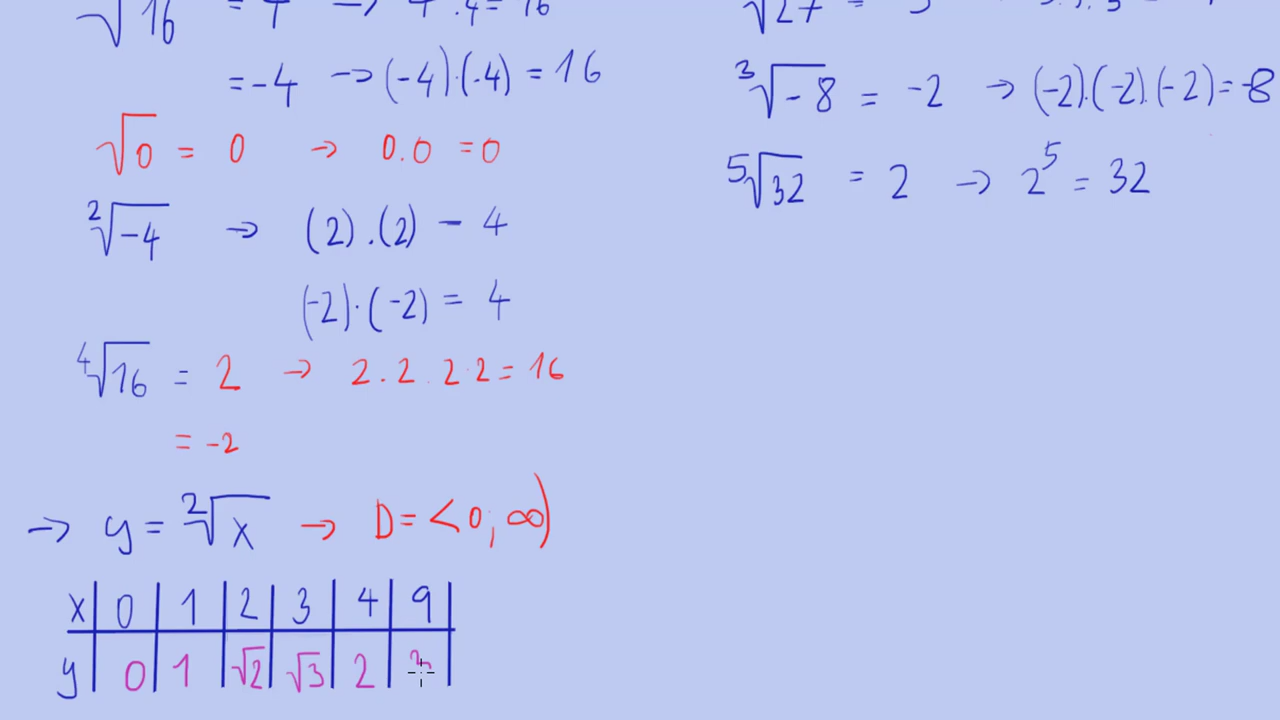 √16 = 4 → 4 . 4 = 16
= -4 → (-4)·(-4) = 16
√0 = 0 → 0.0 = 0
²√-4 → (2).(2) - 4
(-2)·(-2) = 4
⁴√16 = 2 → 2.2.2.2 = 16
= -2
→ y = ²√x → D = <0; ∞)
x | 0 | 1 | 2 | 3 | 4 | 9 |
y | 0 | 1 | √2 | √3 | 2 |
√27 = 3
³√-8 = -2 → (-2).(-2).(-2) = -8
⁵√32 = 2 → 2⁵ = 32